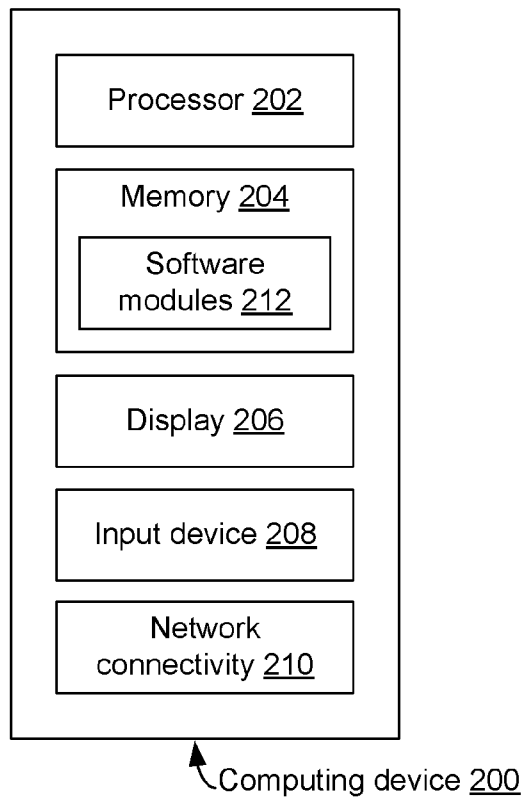 Processor 202
Memory 204
Software
modules 212
Display 206
Input device 208
Network
connectivity 210
Computing device 200